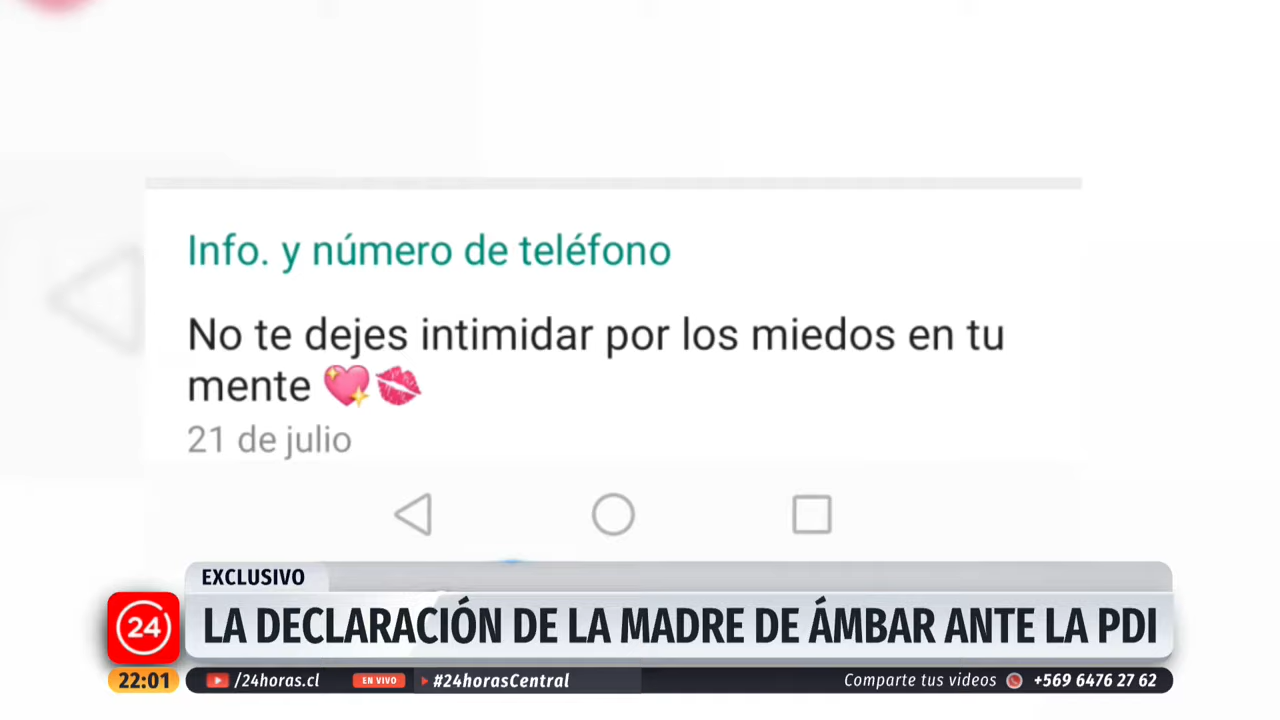 Info. y número de teléfono
No te dejes intimidar por los miedos en tu
mente 💖💋
21 de julio
EXCLUSIVO
24
LA DECLARACIÓN DE LA MADRE DE ÁMBAR ANTE LA PDI
22:01
/24horas.cl EN VIVO #24horasCentral Comparte tus videos +569 6476 27 62